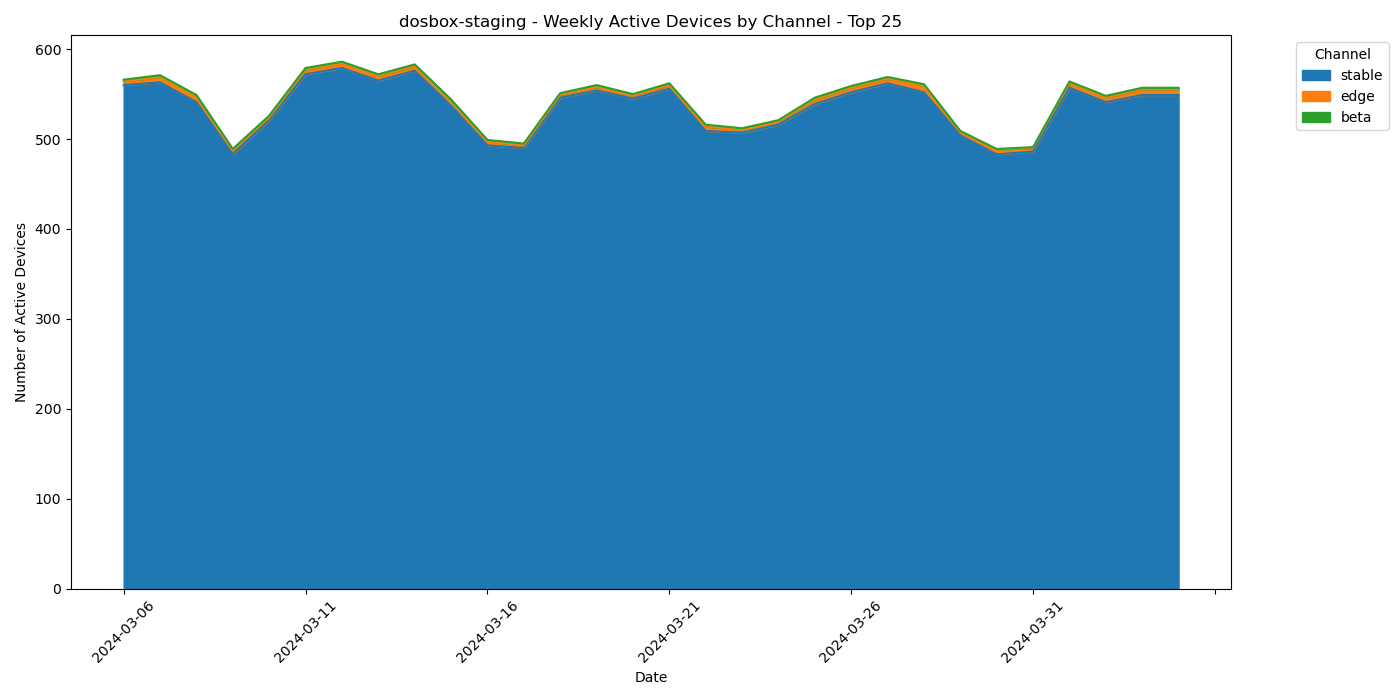 dosbox-staging - Weekly Active Devices by Channel - Top 25
Number of Active Devices
600
500
400
300
200
100
0
2024-03-06
2024-03-11
2024-03-16
2024-03-21
2024-03-26
2024-03-31
Date
Channel
stable
edge
beta